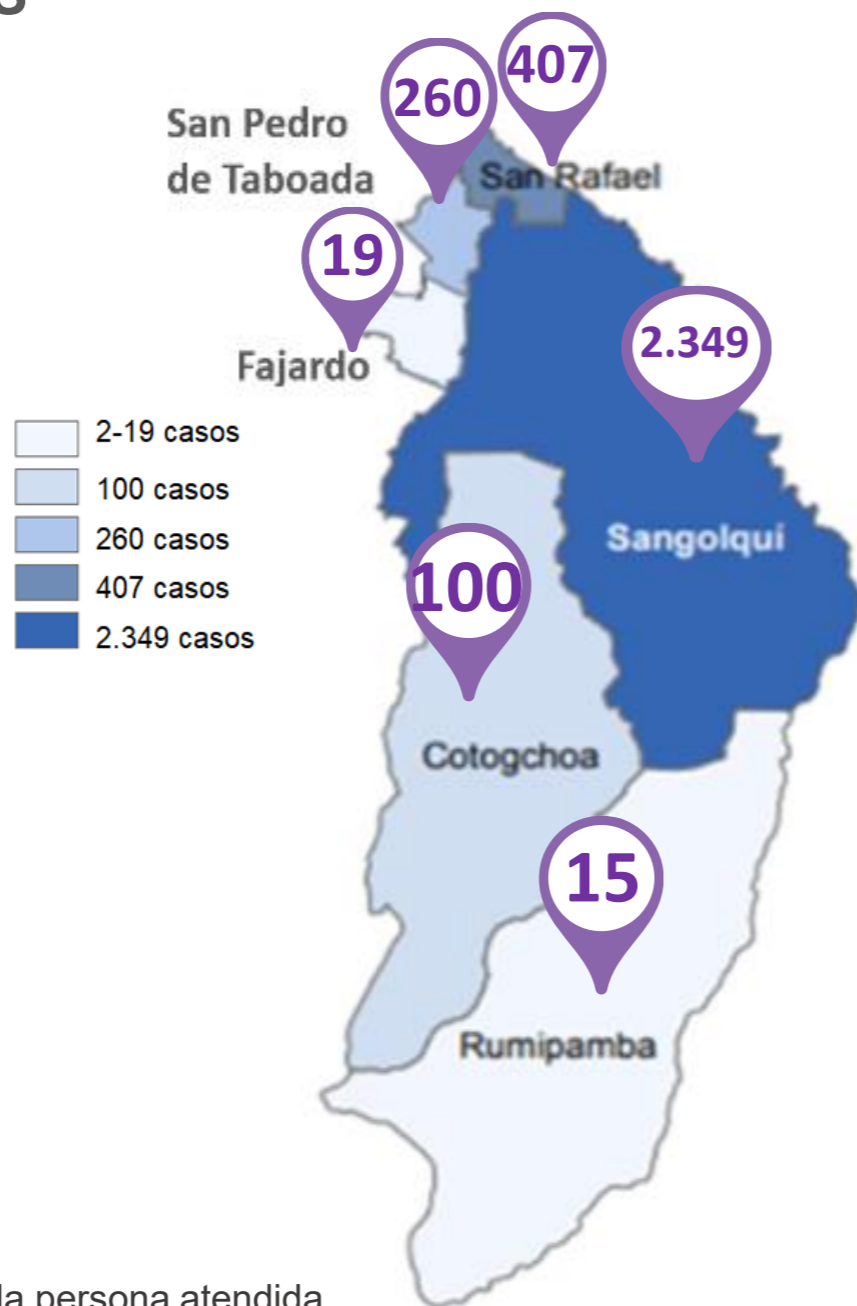 407
260
San Pedro
de Taboada
San Rafael
19
2.349
Fajardo
2-19 casos
100 casos
260 casos
407 casos
2.349 casos
Sangolquí
100
Cotogchoa
15
Rumipamba
la persona atendida